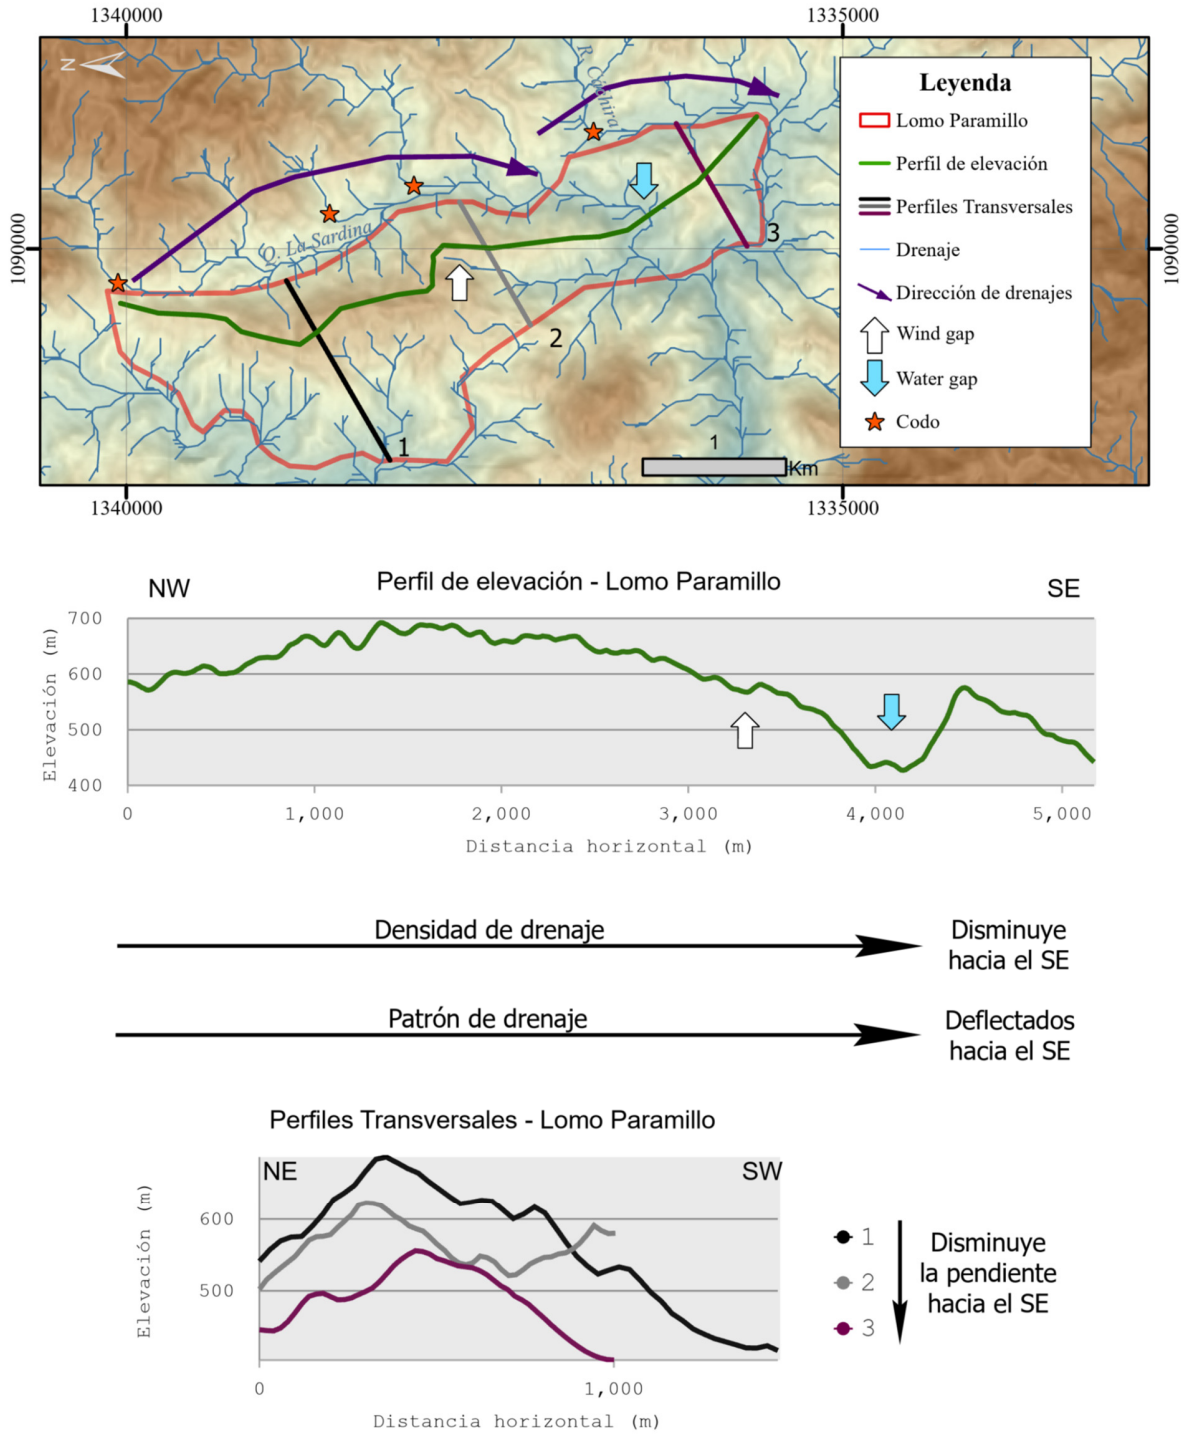 1340000
1335000
N
1090000
1090000
R. Cáchira
Q. La Sardina
1
2
3
1
Km
Leyenda
Lomo Paramillo
Perfil de elevación
Perfiles Transversales
Drenaje
Dirección de drenajes
Wind gap
Water gap
Codo
1340000
1335000
NW
Perfil de elevación - Lomo Paramillo
SE
Elevación (m)
700
600
500
400
0
1,000
2,000
3,000
4,000
5,000
Distancia horizontal (m)
Densidad de drenaje
Disminuye
hacia el SE
Patrón de drenaje
Deflectados
hacia el SE
Perfiles Transversales - Lomo Paramillo
NE
SW
Elevación (m)
600
500
0
1,000
Distancia horizontal (m)
1
2
3
Disminuye
la pendiente
hacia el SE